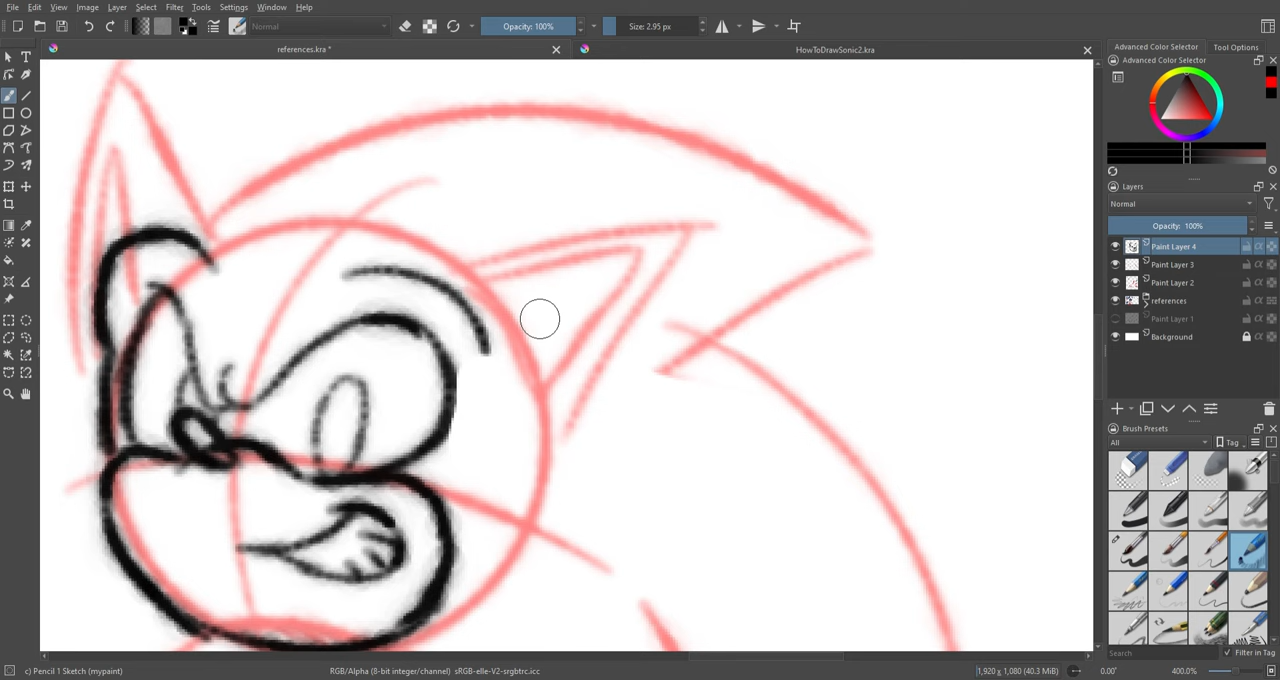 File Edit View Image Layer Select Filter Tools Settings Window Help
Normal Opacity: 100% Size: 2.95 px
references.kra * HowToDrawSonic2.kra
Advanced Color Selector Tool Options
Advanced Color Selector
Layers
Normal
Opacity: 100%
Paint Layer 4
Paint Layer 3
Paint Layer 2
references
Paint Layer 1
Background
Brush Presets
All Tag
Search Filter in Tag
c) Pencil 1 Sketch (mypaint) RGB/Alpha (8-bit integer/channel) sRGB-elle-V2-srgbtrc.icc 1,920 x 1,080 (40.3 MiB) 0.00° 400.0%